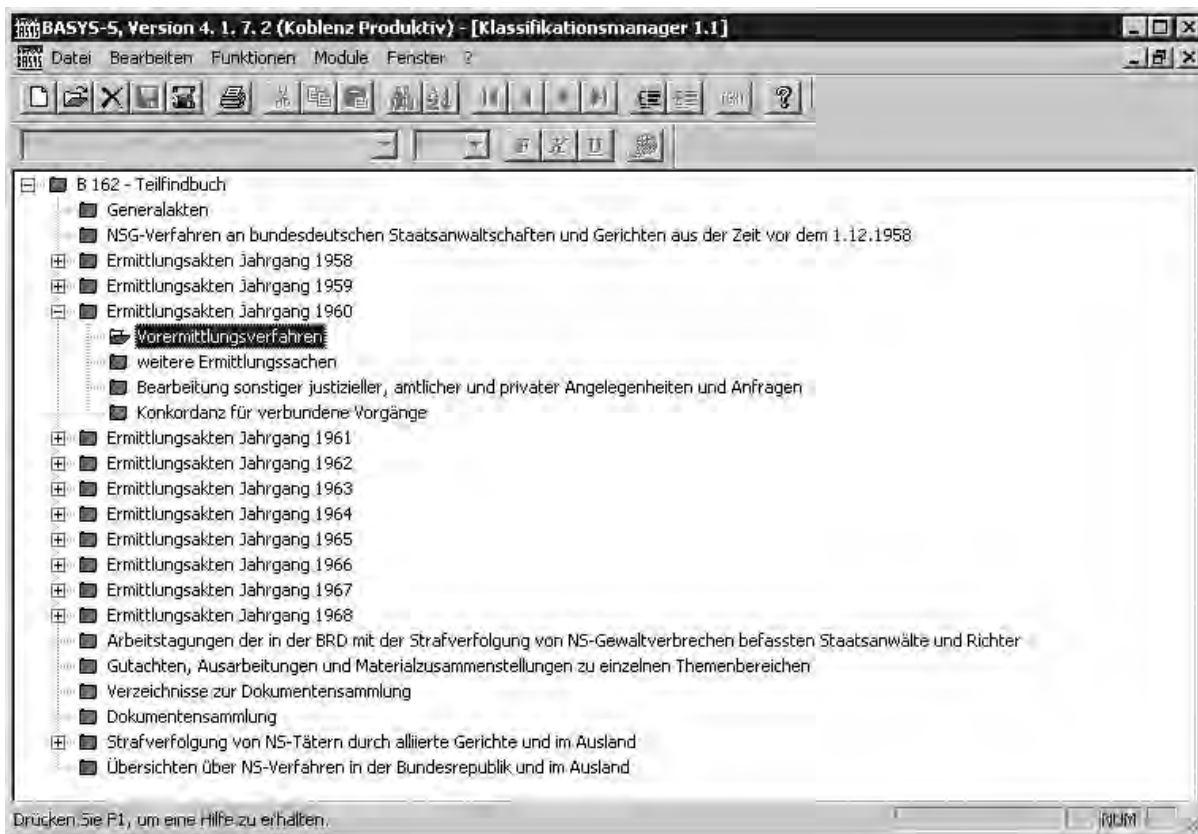 BASYS-S, Version 4. 1. 7. 2 (Koblenz Produktiv) - [Klassifikationsmanager 1.1]
Datei Bearbeiten Funktionen Module Fenster ?
F K U
B 162 - Teilfindbuch
Generalakten
NSG-Verfahren an bundesdeutschen Staatsanwaltschaften und Gerichten aus der Zeit vor dem 1.12.1958
Ermittlungsakten Jahrgang 1958
Ermittlungsakten Jahrgang 1959
Ermittlungsakten Jahrgang 1960
Vorermittlungsverfahren
weitere Ermittlungssachen
Bearbeitung sonstiger justizieller, amtlicher und privater Angelegenheiten und Anfragen
Konkordanz für verbundene Vorgänge
Ermittlungsakten Jahrgang 1961
Ermittlungsakten Jahrgang 1962
Ermittlungsakten Jahrgang 1963
Ermittlungsakten Jahrgang 1964
Ermittlungsakten Jahrgang 1965
Ermittlungsakten Jahrgang 1966
Ermittlungsakten Jahrgang 1967
Ermittlungsakten Jahrgang 1968
Arbeitstagungen der in der BRD mit der Strafverfolgung von NS-Gewaltverbrechen befassten Staatsanwälte und Richter
Gutachten, Ausarbeitungen und Materialzusammenstellungen zu einzelnen Themenbereichen
Verzeichnisse zur Dokumentensammlung
Dokumentensammlung
Strafverfolgung von NS-Tätern durch alliierte Gerichte und im Ausland
Übersichten über NS-Verfahren in der Bundesrepublik und im Ausland
Drücken Sie F1, um eine Hilfe zu erhalten. NUM